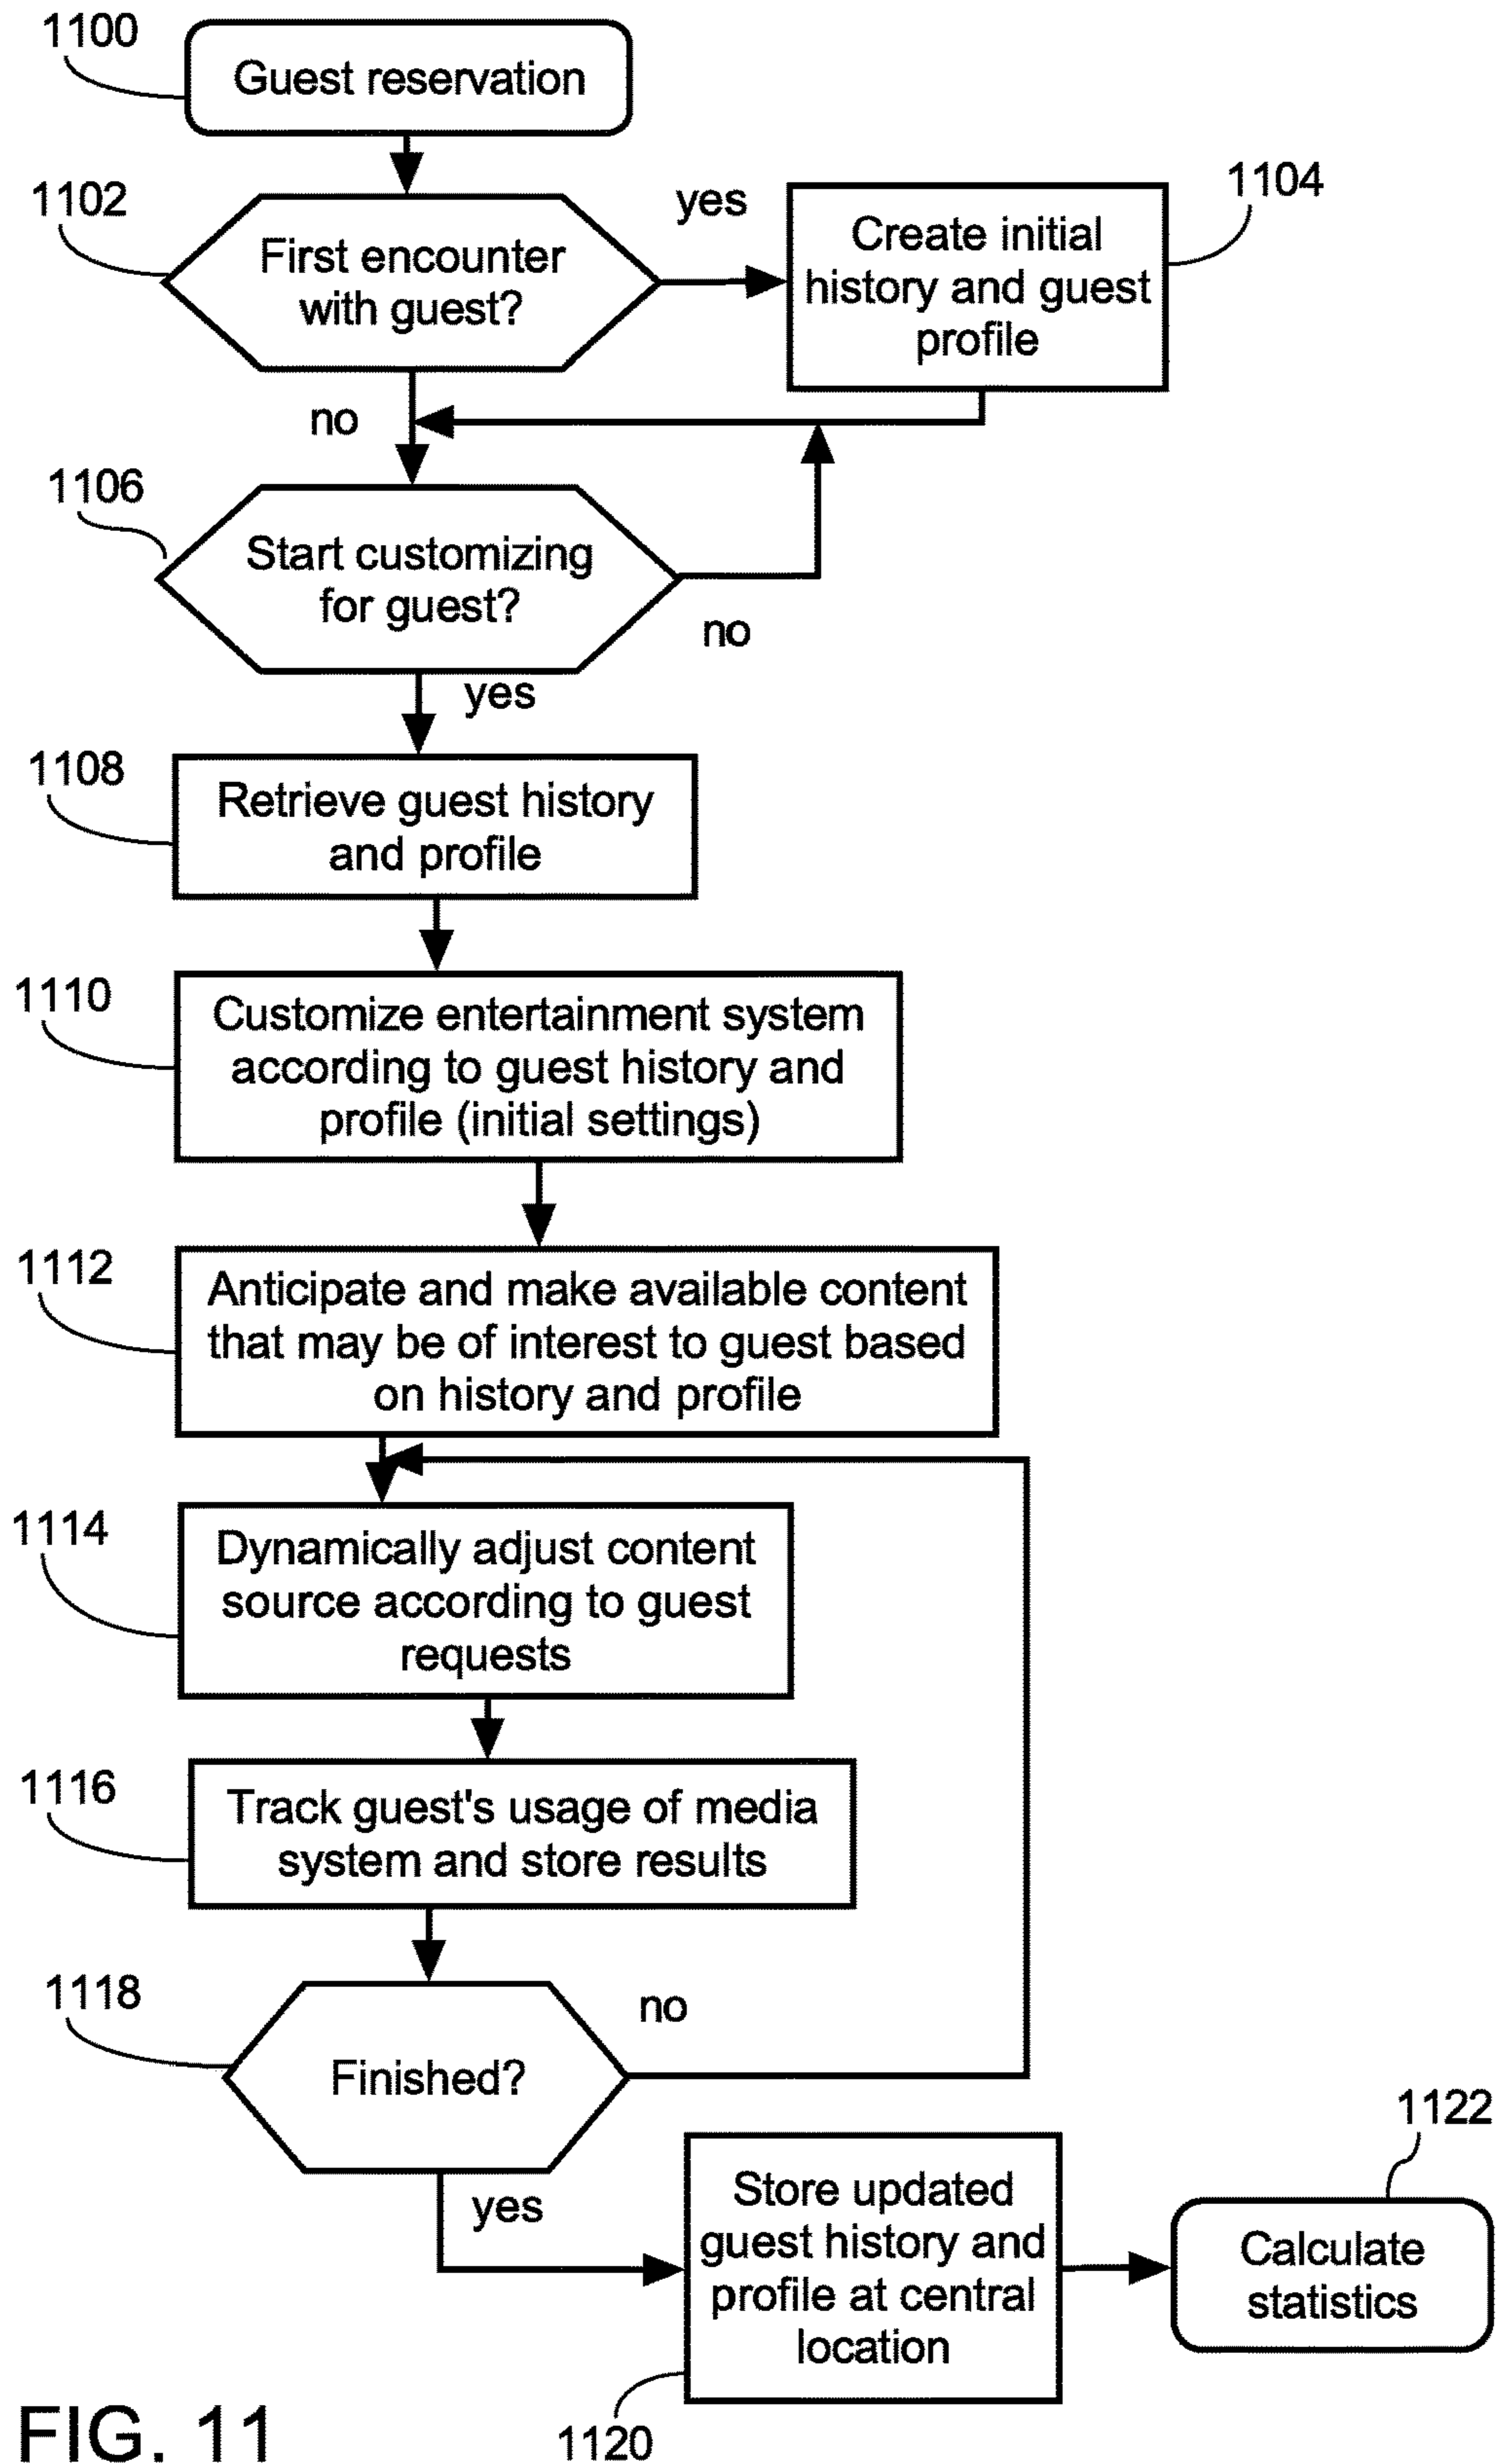 1100
Guest reservation
1102
First encounter
with guest?
yes
1104
Create initial
history and guest
profile
no
1106
Start customizing
for guest?
no
yes
1108
Retrieve guest history
and profile
1110
Customize entertainment system
according to guest history and
profile (initial settings)
1112
Anticipate and make available content
that may be of interest to guest based
on history and profile
1114
Dynamically adjust content
source according to guest
requests
1116
Track guest's usage of media
system and store results
1118
Finished?
no
yes
Store updated
guest history and
profile at central
location
1120
1122
Calculate
statistics
FIG. 11